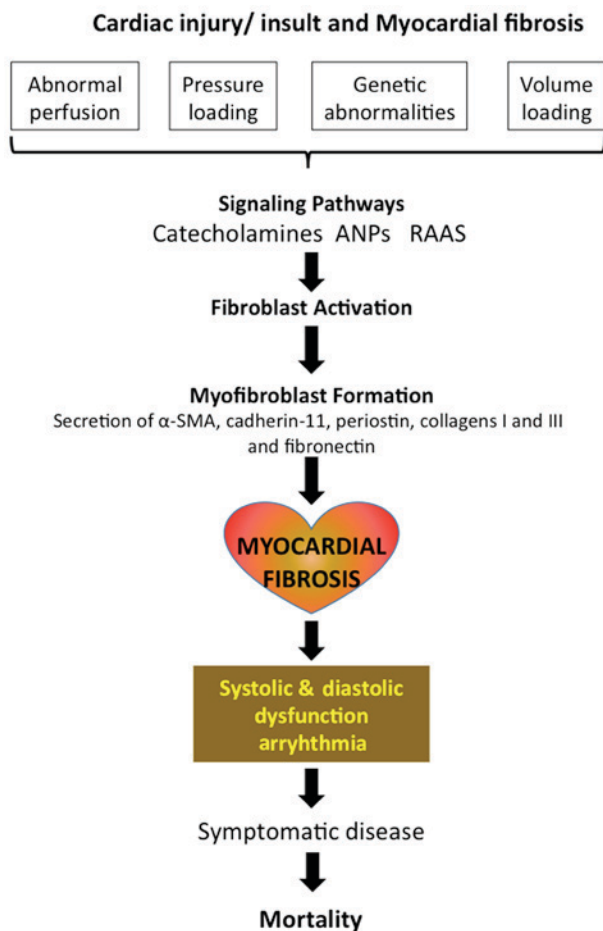 Cardiac injury/ insult and Myocardial fibrosis
Abnormal
perfusion
Pressure
loading
Genetic
abnormalities
Volume
loading
Signaling Pathways
Catecholamines ANPs RAAS
Fibroblast Activation
Myofibroblast Formation
Secretion of α-SMA, cadherin-11, periostin, collagens I and III
and fibronectin
MYOCARDIAL
FIBROSIS
Systolic & diastolic
dysfunction
arryhthmia
Symptomatic disease
Mortality